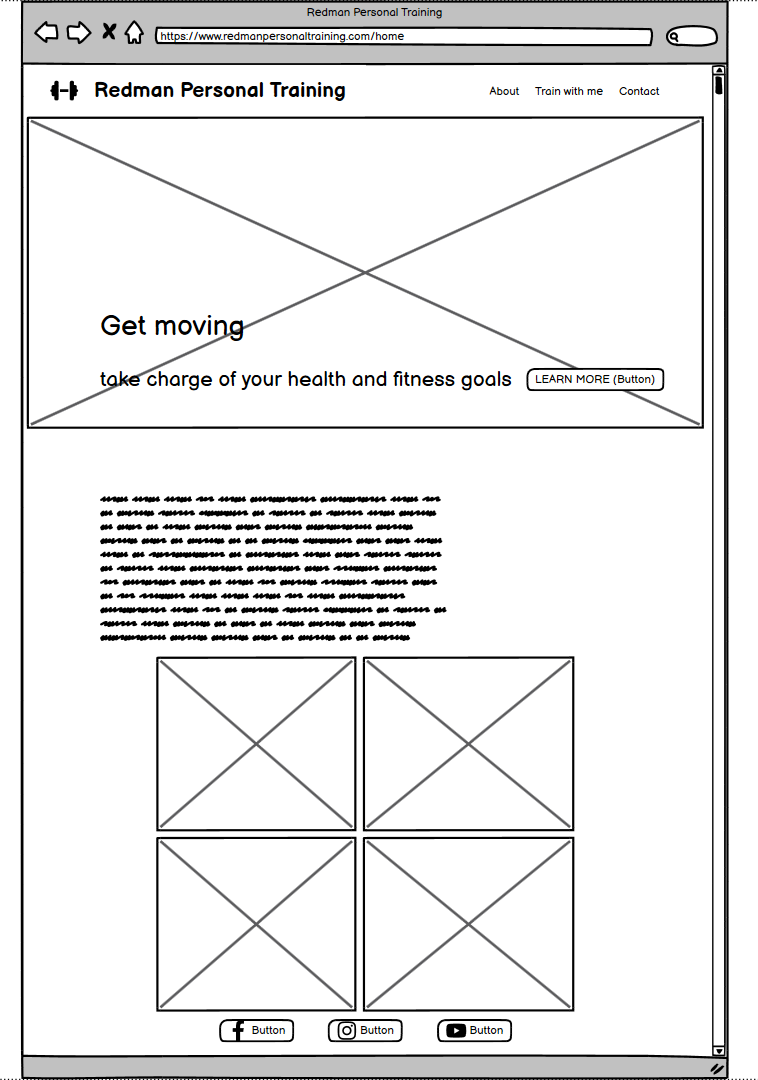 Redman Personal Training
https://www.redmanpersonaltraining.com/home
Redman Personal Training
About Train with me Contact
Get moving
take charge of your health and fitness goals LEARN MORE (Button)
Button Button Button